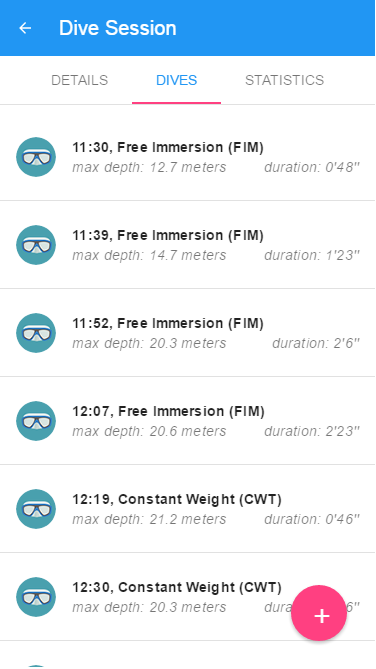 Dive Session
DETAILS DIVES STATISTICS
11:30, Free Immersion (FIM)
max depth: 12.7 meters duration: 0'48"
11:39, Free Immersion (FIM)
max depth: 14.7 meters duration: 1'23"
11:52, Free Immersion (FIM)
max depth: 20.3 meters duration: 2'6"
12:07, Free Immersion (FIM)
max depth: 20.6 meters duration: 2'23"
12:19, Constant Weight (CWT)
max depth: 21.2 meters duration: 0'46"
12:30, Constant Weight (CWT)
max depth: 20.3 meters